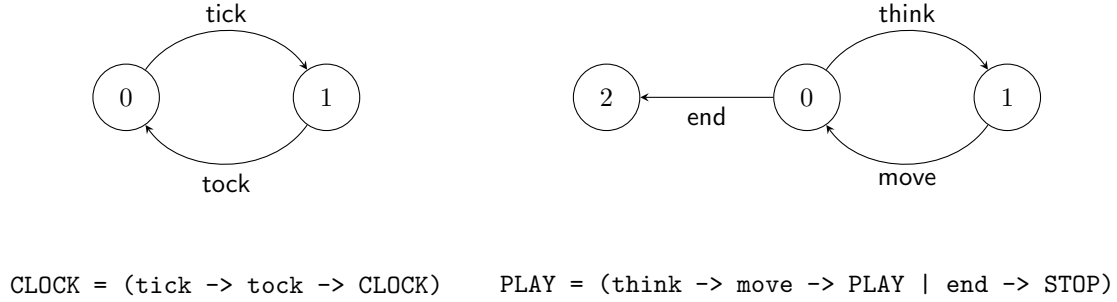 tick
think
0
1
2
0
1
end
tock
move
CLOCK = (tick -> tock -> CLOCK)
PLAY = (think -> move -> PLAY | end -> STOP)